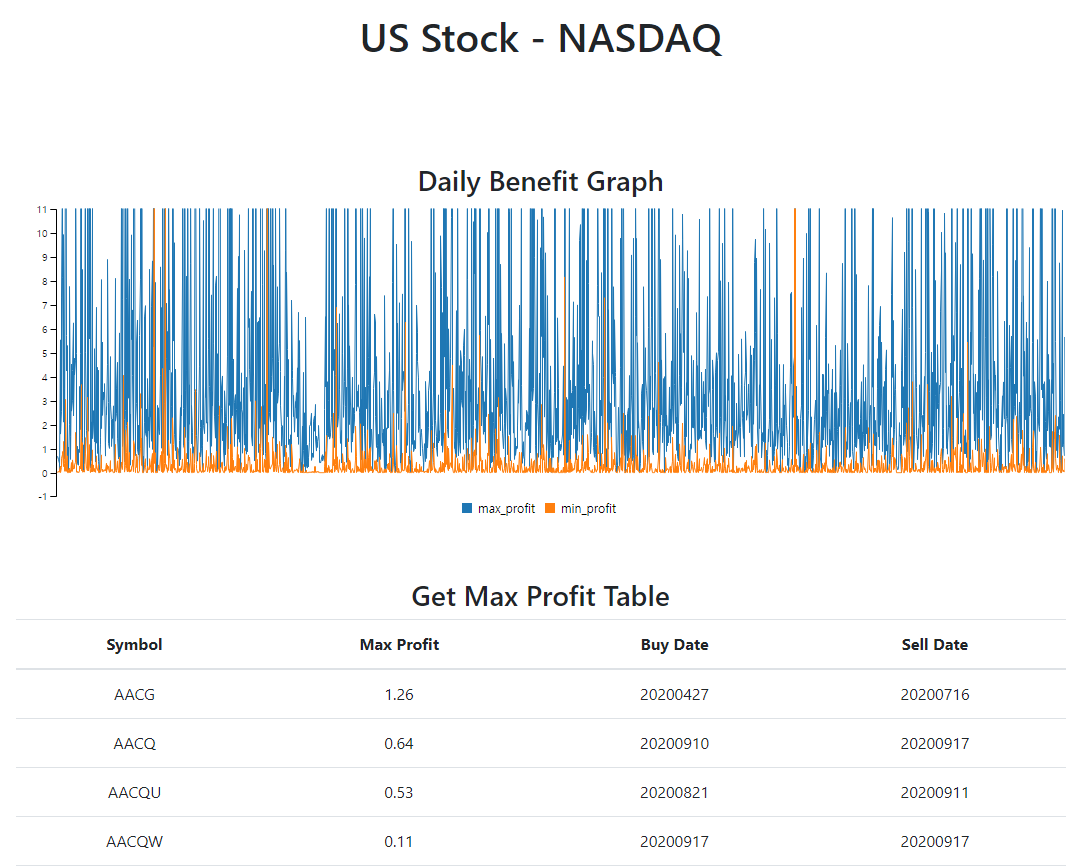 US Stock - NASDAQ
Daily Benefit Graph
11
10
9
8
7
6
5
4
3
2
1
0
-1
max_profit min_profit
Get Max Profit Table
Symbol Max Profit Buy Date Sell Date
AACG 1.26 20200427 20200716
AACQ 0.64 20200910 20200917
AACQU 0.53 20200821 20200911
AACQW 0.11 20200917 20200917